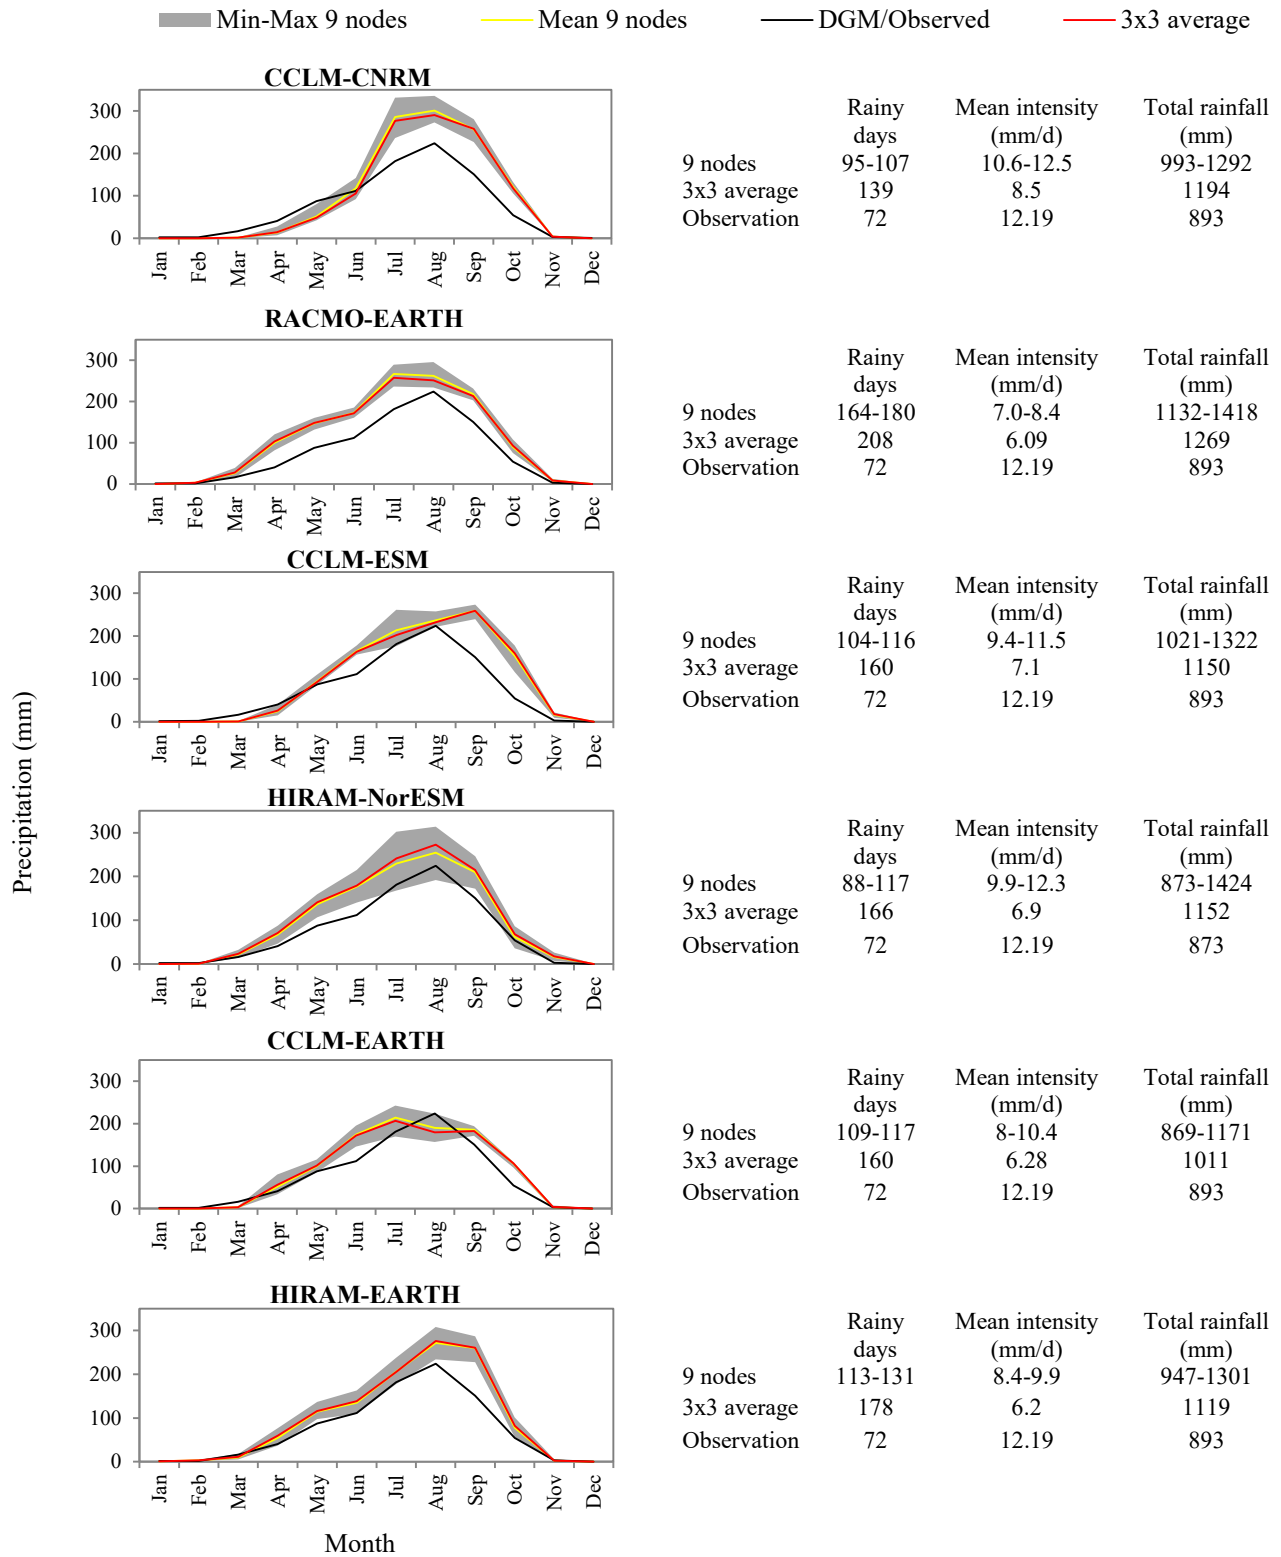 Min-Max 9 nodes Mean 9 nodes DGM/Observed 3x3 average
Precipitation (mm)
CCLM-CNRM
300
200
100
0
Jan Feb Mar Apr May Jun Jul Aug Sep Oct Nov Dec
Rainy Mean intensity Total rainfall
days (mm/d) (mm)
9 nodes 95-107 10.6-12.5 993-1292
3x3 average 139 8.5 1194
Observation 72 12.19 893
RACMO-EARTH
300
200
100
0
Jan Feb Mar Apr May Jun Jul Aug Sep Oct Nov Dec
Rainy Mean intensity Total rainfall
days (mm/d) (mm)
9 nodes 164-180 7.0-8.4 1132-1418
3x3 average 208 6.09 1269
Observation 72 12.19 893
CCLM-ESM
300
200
100
0
Jan Feb Mar Apr May Jun Jul Aug Sep Oct Nov Dec
Rainy Mean intensity Total rainfall
days (mm/d) (mm)
9 nodes 104-116 9.4-11.5 1021-1322
3x3 average 160 7.1 1150
Observation 72 12.19 893
HIRAM-NorESM
300
200
100
0
Jan Feb Mar Apr May Jun Jul Aug Sep Oct Nov Dec
Rainy Mean intensity Total rainfall
days (mm/d) (mm)
9 nodes 88-117 9.9-12.3 873-1424
3x3 average 166 6.9 1152
Observation 72 12.19 873
CCLM-EARTH
300
200
100
0
Jan Feb Mar Apr May Jun Jul Aug Sep Oct Nov Dec
Rainy Mean intensity Total rainfall
days (mm/d) (mm)
9 nodes 109-117 8-10.4 869-1171
3x3 average 160 6.28 1011
Observation 72 12.19 893
HIRAM-EARTH
300
200
100
0
Jan Feb Mar Apr May Jun Jul Aug Sep Oct Nov Dec
Rainy Mean intensity Total rainfall
days (mm/d) (mm)
9 nodes 113-131 8.4-9.9 947-1301
3x3 average 178 6.2 1119
Observation 72 12.19 893
Month